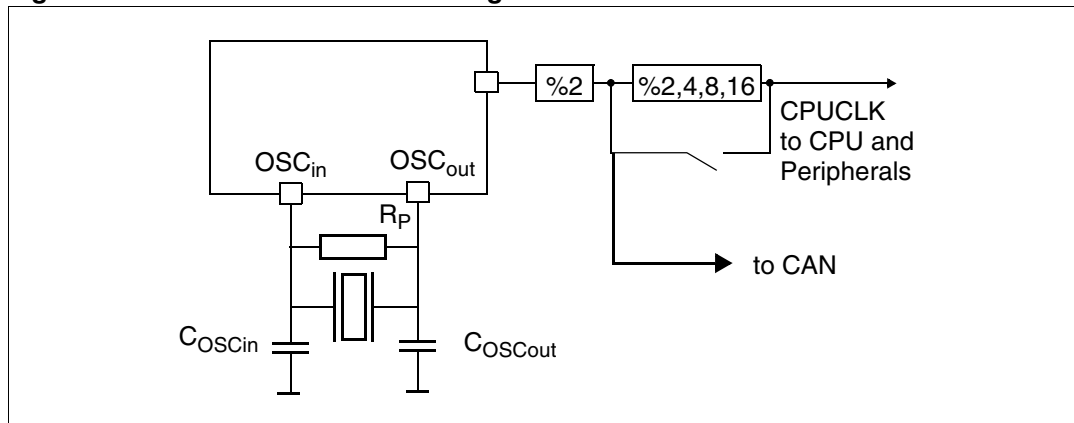 %2
%2,4,8,16
CPUCLK
to CPU and
Peripherals
OSCin
OSCout
RP
to CAN
COSCin
COSCout